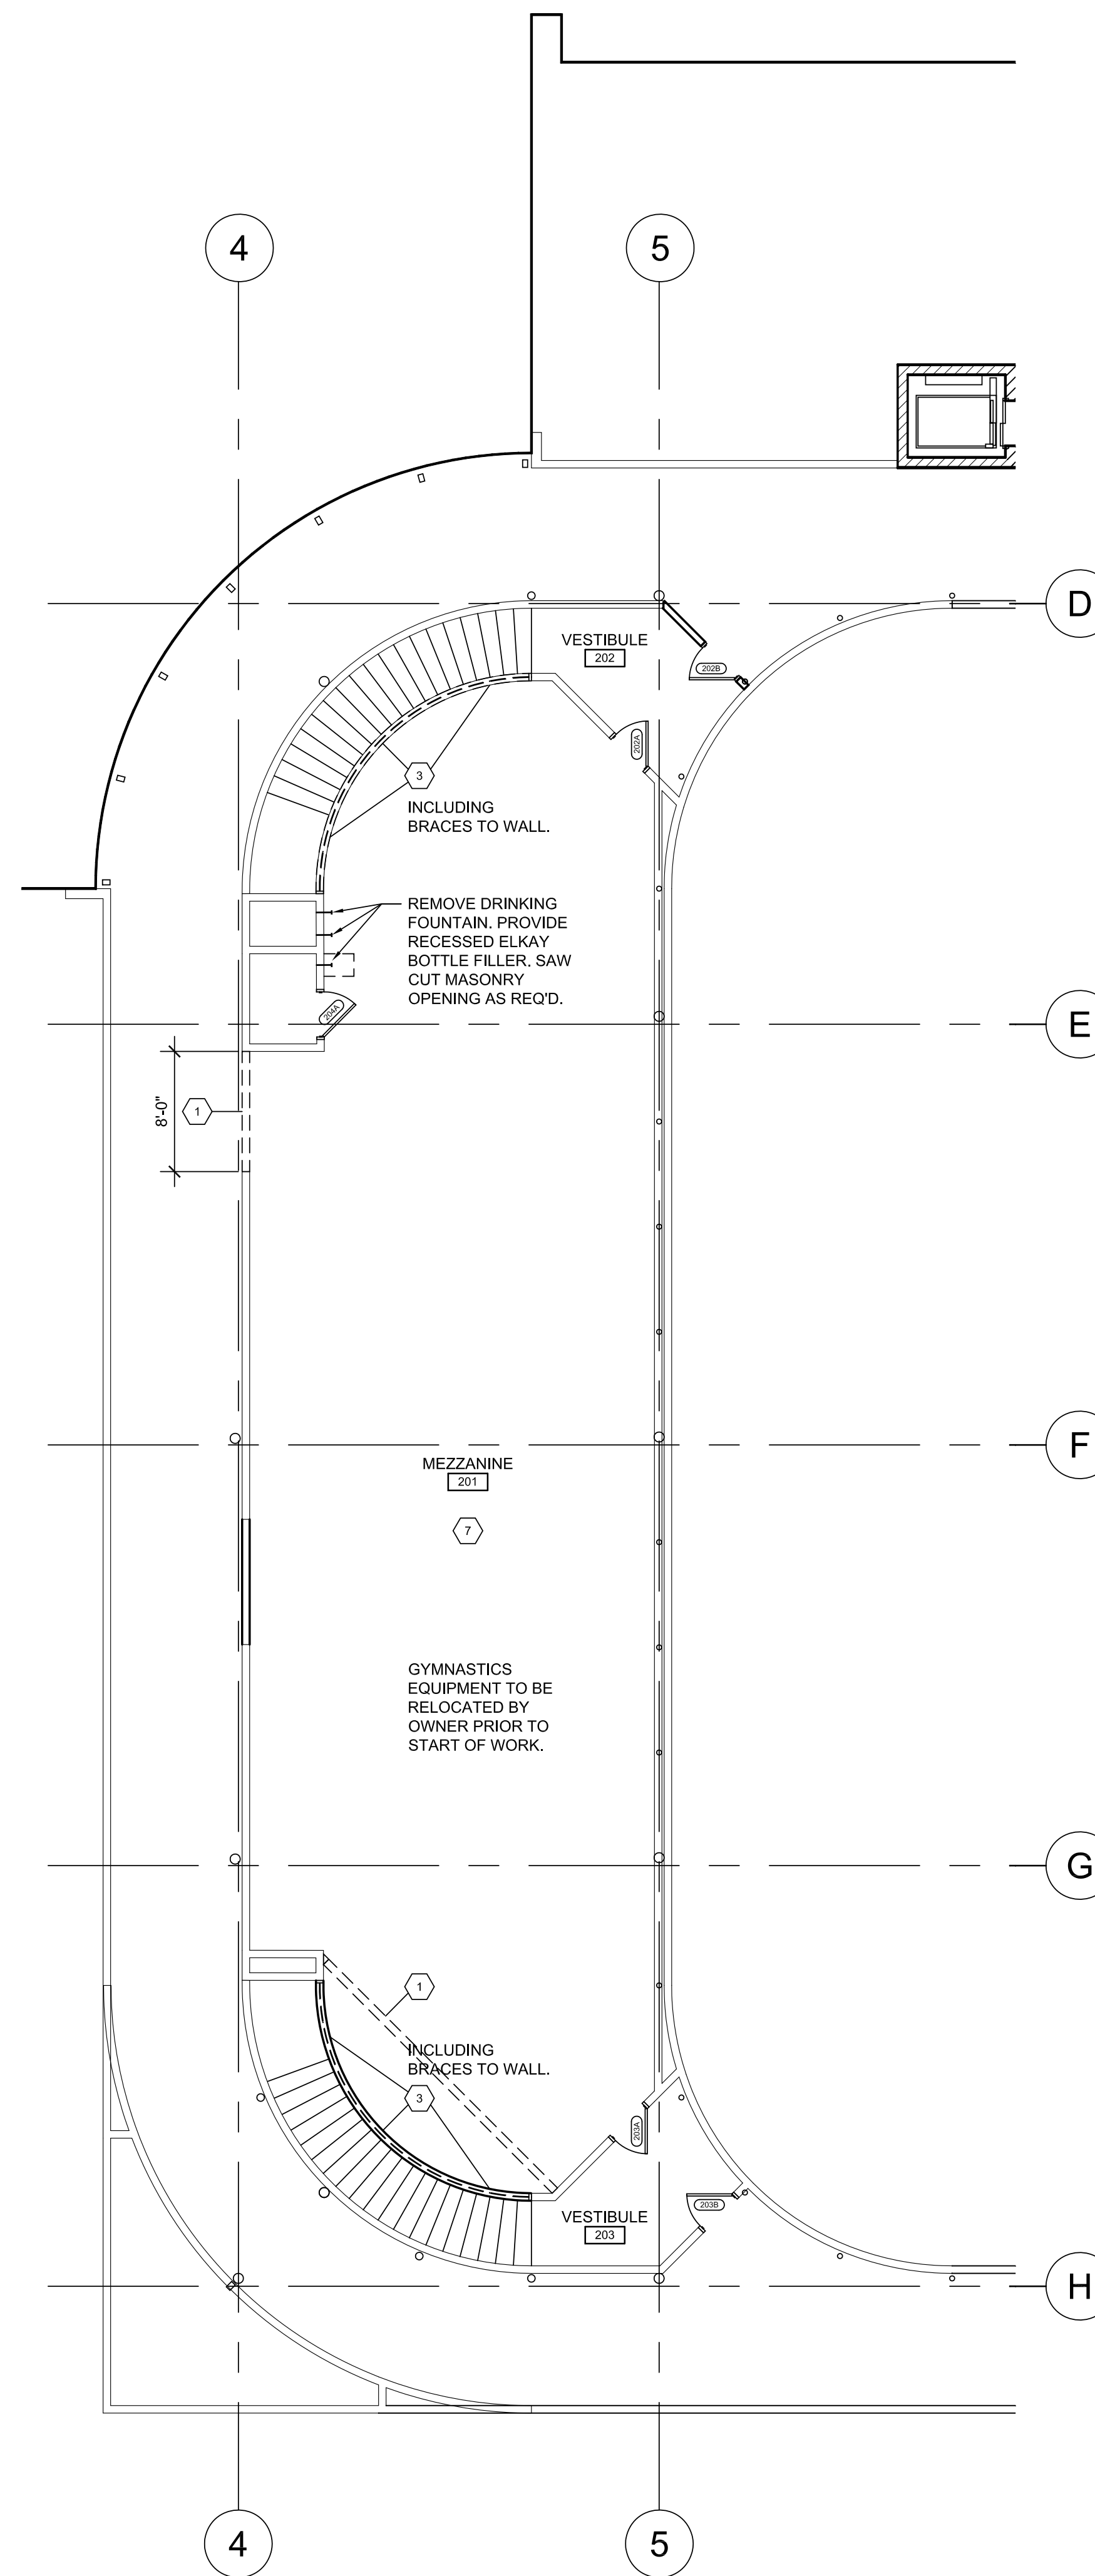 4
5
D
VESTIBULE
202
202B
202A
3
INCLUDING
BRACES TO WALL.
REMOVE DRINKING
FOUNTAIN. PROVIDE
RECESSED ELKAY
BOTTLE FILLER. SAW
CUT MASONRY
OPENING AS REQ'D.
204A
E
8'-0"
1
F
MEZZANINE
201
7
GYMNASTICS
EQUIPMENT TO BE
RELOCATED BY
OWNER PRIOR TO
START OF WORK.
G
1
INCLUDING
BRACES TO WALL.
3
203A
203B
VESTIBULE
203
H
4
5